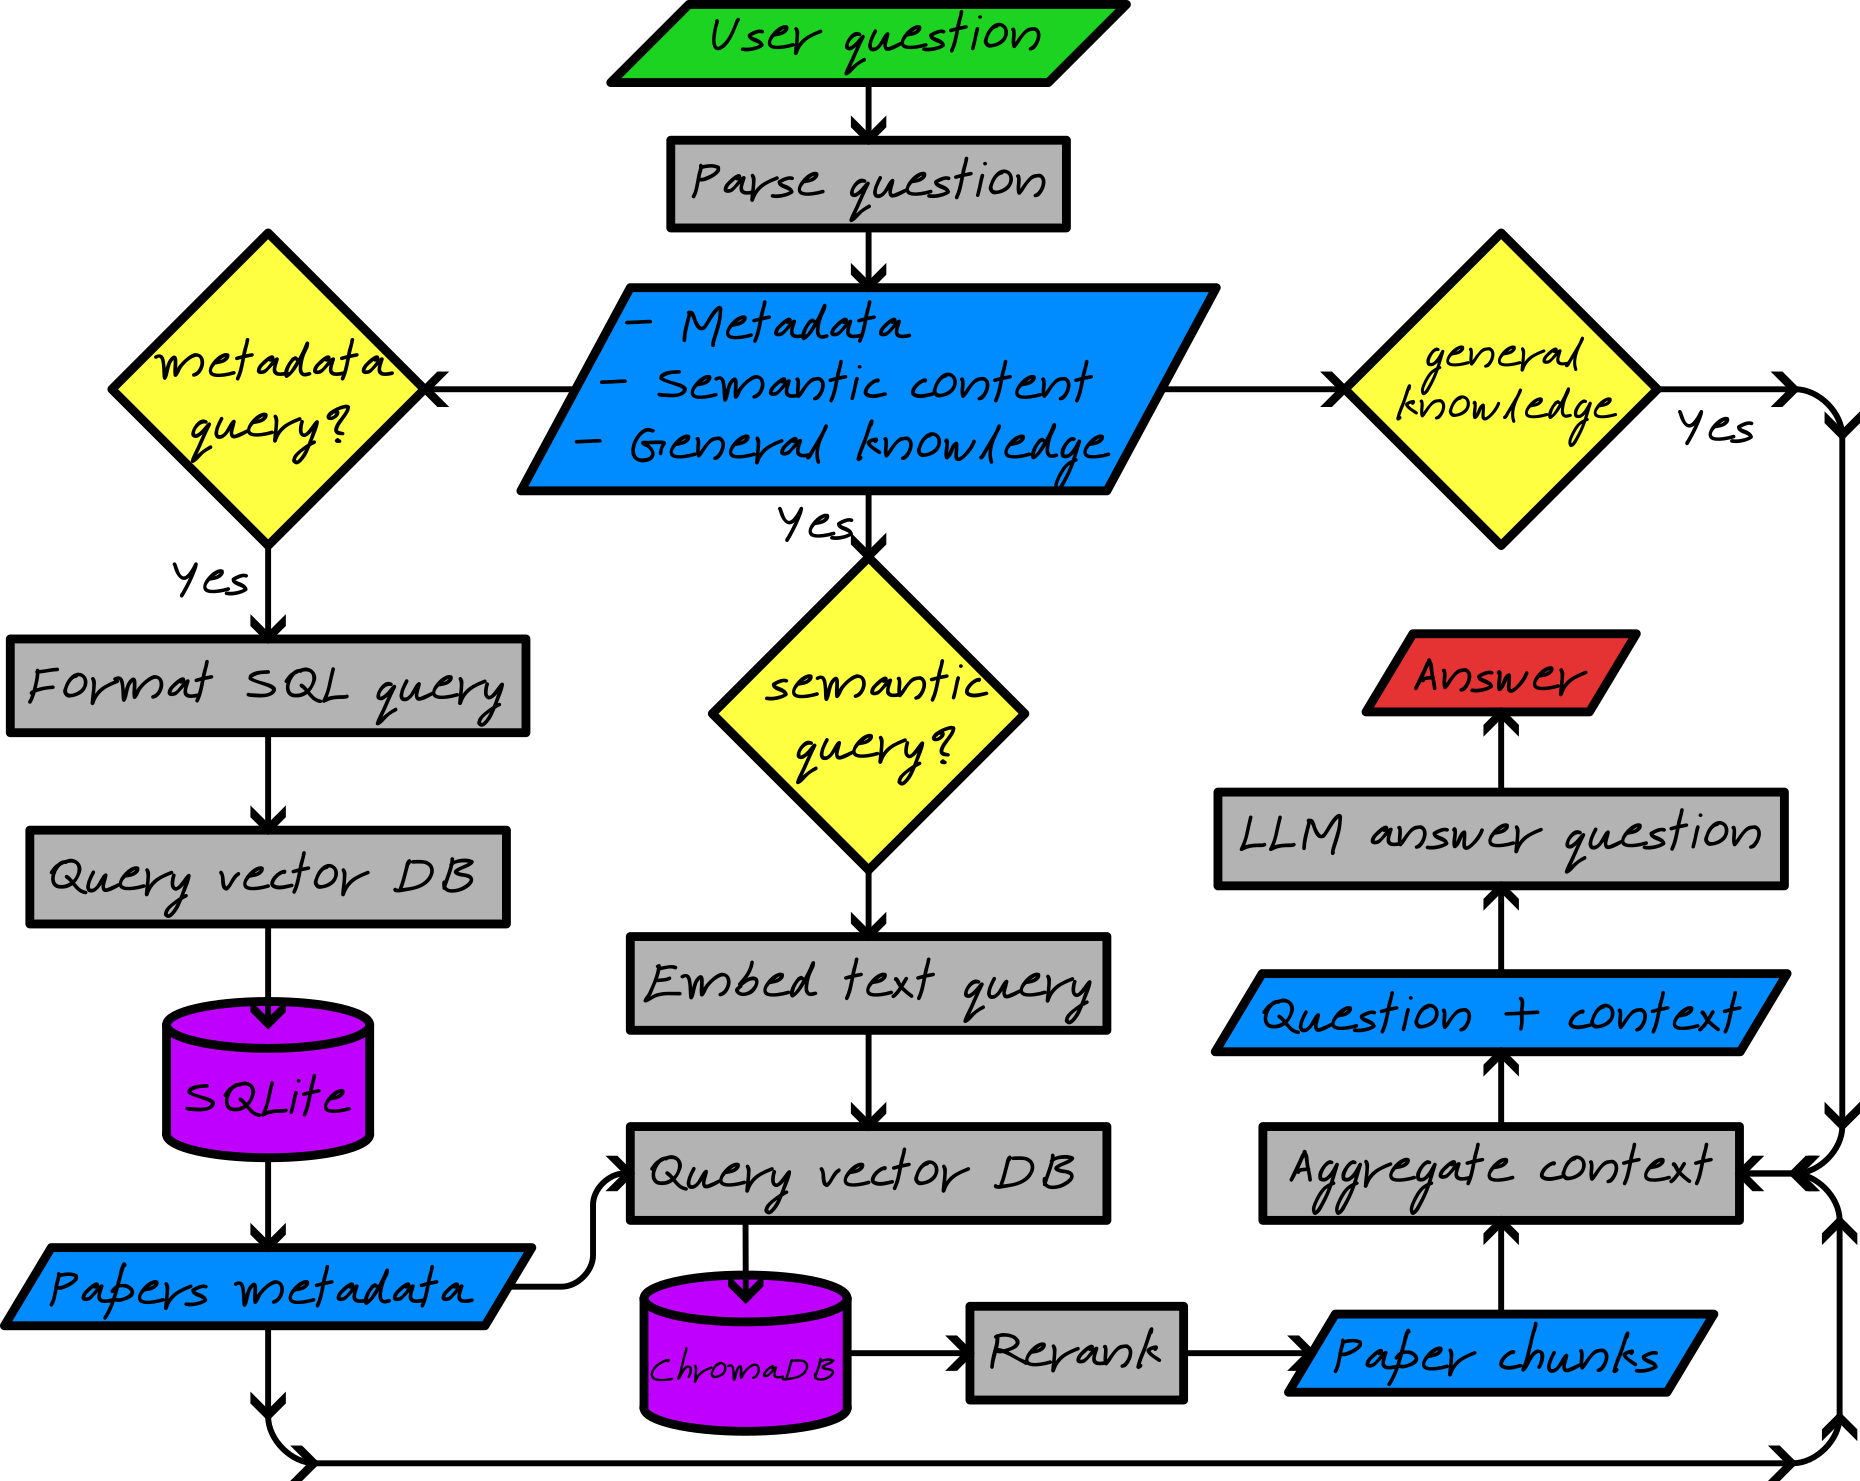 User question
Parse question
- Metadata
- Semantic content
- General knowledge
metadata
query?
general
knowledge
Yes
Yes
Yes
Format SQL query
semantic
query?
Answer
Query vector DB
LLM answer question
Embed text query
Question + context
SQLite
Query vector DB
Aggregate context
Papers metadata
ChromaDB
Rerank
Paper chunks